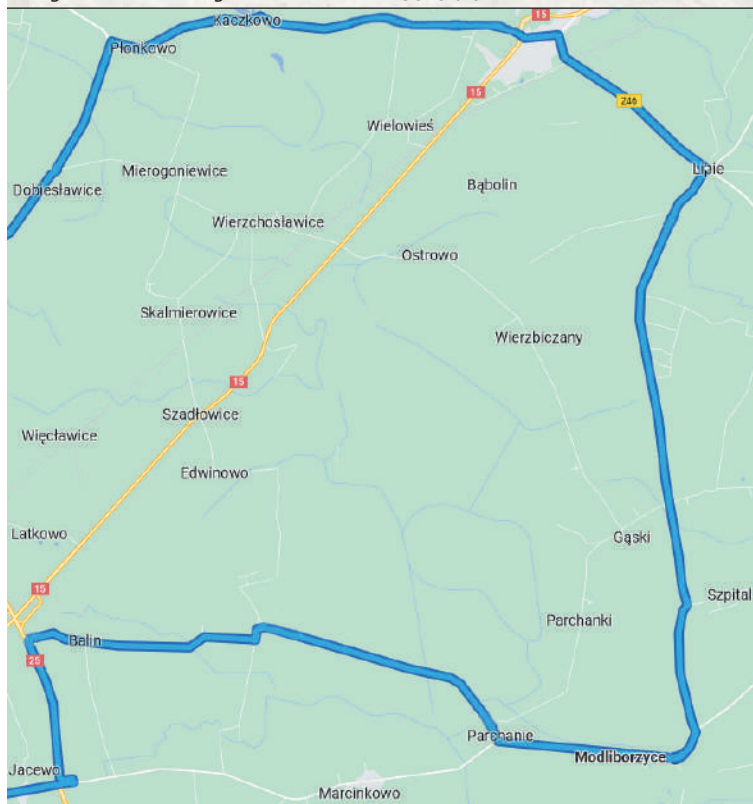 15
Kaczkowo
Płonkowo
15
246
Wielowieś
Mierogoniewice
Lipie
Dobiesławice
Bąbolin
Wierzchosławice
Ostrowo
Skalmierowice
Wierzbiczany
15
Szadłowice
Więcławice
Edwinowo
Latkowo
Gąski
15
Szpital
Parchanki
Balin
25
Parchanie
Modliborzyce
Jacewo
Marcinkowo